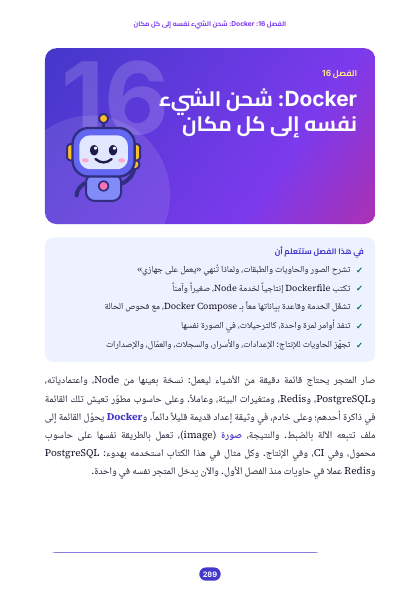 الفصل 16: Docker: شحن الشيء نفسه إلى كل مكان
16
الفصل 16
Docker: شحن الشيء
نفسه إلى كل مكان
في هذا الفصل ستتعلم أن
✓ تشرح الصور والحاويات والطبقات، ولماذا تُنهي «يعمل على جهازي»
✓ تكتب Dockerfile إنتاجياً لخدمة Node، صغيراً وآمناً
✓ تشغّل الخدمة وقاعدة بياناتها معاً بـ Docker Compose، مع فحوص الحالة
✓ تنفذ أوامر لمرة واحدة، كالترحيلات، في الصورة نفسها
✓ تجهّز الحاويات للإنتاج: الإعدادات، والأسرار، والسجلات، والعمّال، والإصدارات
صار المتجر يحتاج قائمة دقيقة من الأشياء ليعمل: نسخة بعينها من Node، واعتمادياته،
وPostgreSQL، وRedis، ومتغيرات البيئة، وعاملاً. وعلى حاسوب مطوّر تعيش تلك القائمة
في ذاكرة أحدهم؛ وعلى خادم، في وثيقة إعداد قديمة قليلاً دائماً. وDocker يحوّل القائمة إلى
ملف تتبعه الآلة بالضبط. والنتيجة، صورة (image)، تعمل بالطريقة نفسها على حاسوب
محمول، وفي CI، وفي الإنتاج. وكل مثال في هذا الكتاب استخدمه بهدوء: PostgreSQL
وRedis عملا في حاويات منذ الفصل الأول. والآن يدخل المتجر نفسه في واحدة.
289